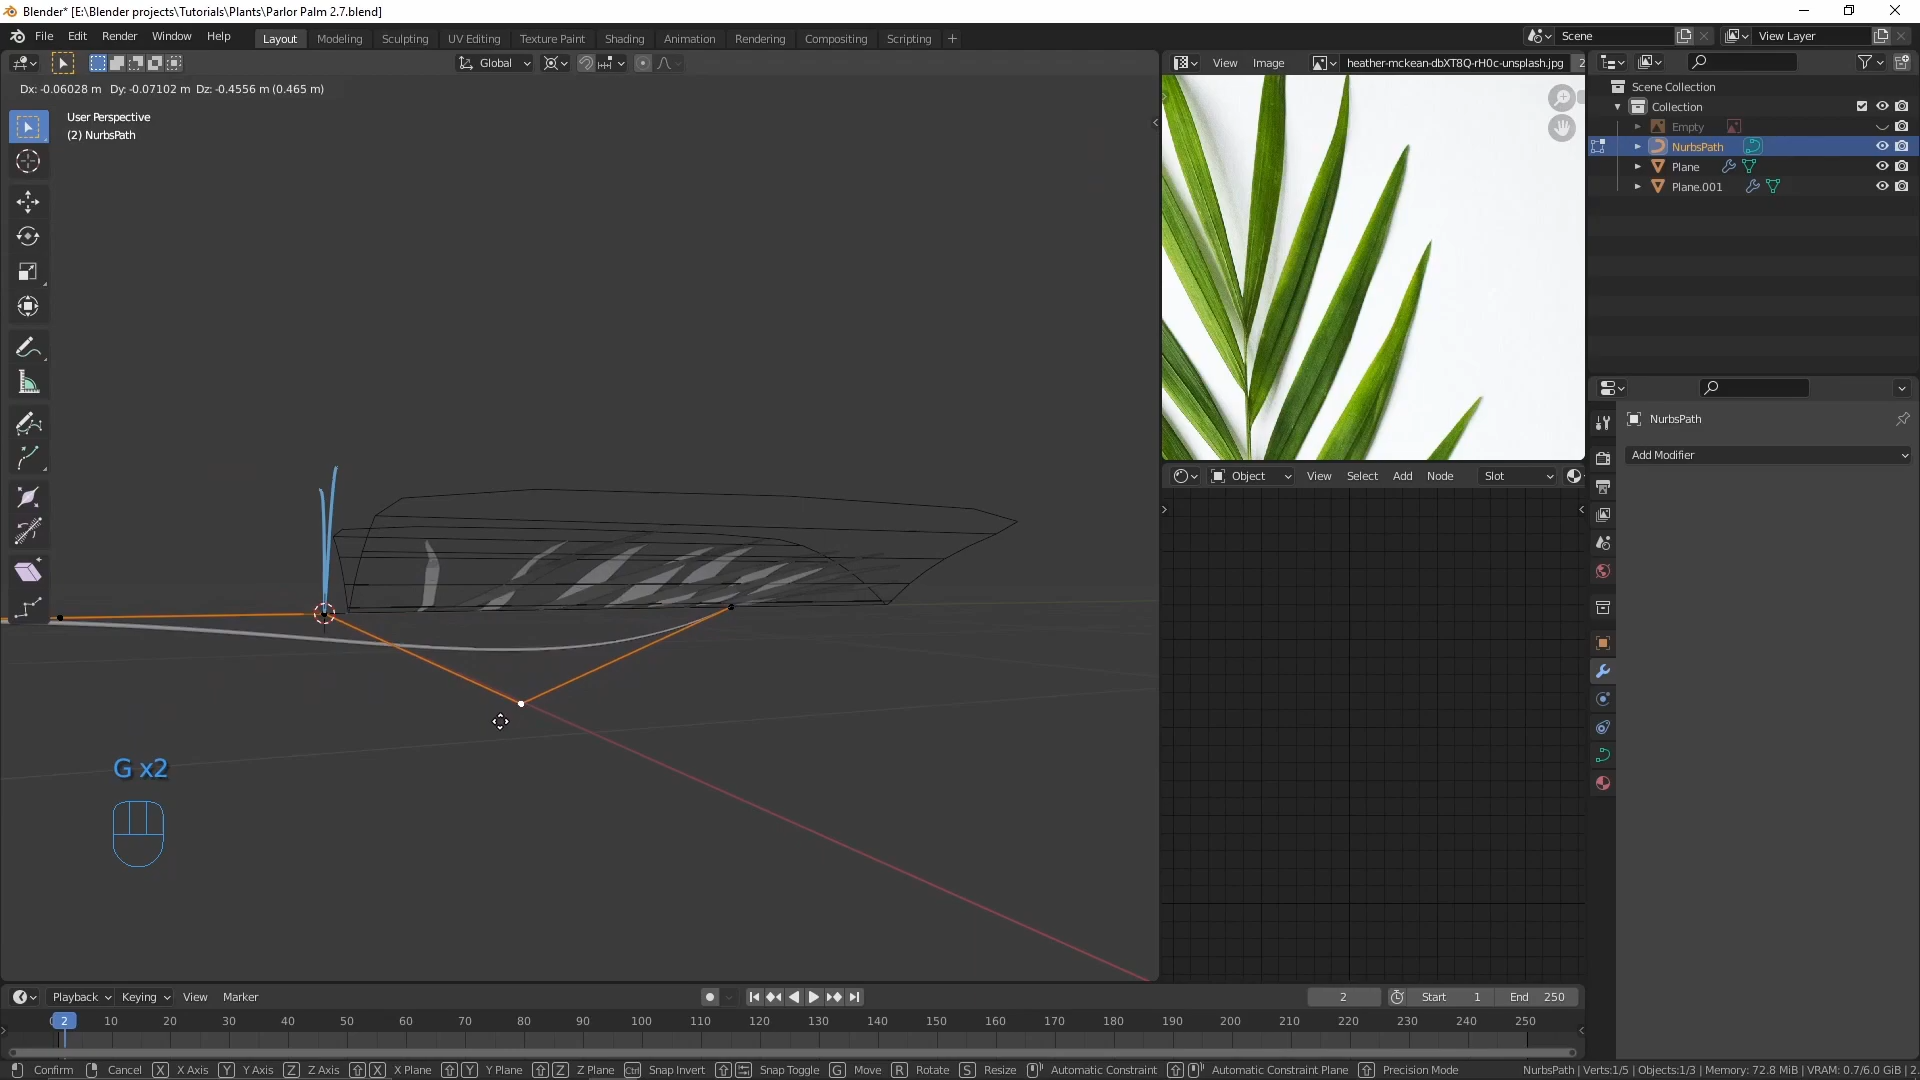 Blender* [E:\Blender projects\Tutorials\Plants\Parlor Palm 2.7.blend]
File Edit Render Window Help Layout Modeling Sculpting UV Editing Texture Paint Shading Animation Rendering Compositing Scripting + Scene View Layer
Global View Image heather-mckean-dbXT8Q-rH0c-unsplash.jpg 2
Dx: -0.06028 m Dy: -0.07102 m Dz: -0.4556 m (0.465 m)
User Perspective
(2) NurbsPath
Scene Collection
Collection
Empty
NurbsPath
Plane
Plane.001
NurbsPath
Add Modifier
Object View Select Add Node Slot
G x2
Playback Keying View Marker 2 Start 1 End 250
2 10 20 30 40 50 60 70 80 90 100 110 120 130 140 150 160 170 180 190 200 210 220 230 240 250
Confirm Cancel X X Axis Y Y Axis Z Z Axis X X Plane Y Y Plane Z Z Plane Ctrl Snap Invert Snap Toggle G Move R Rotate S Resize Automatic Constraint Automatic Constraint Plane Precision Mode NurbsPath | Verts:1/5 | Objects:1/3 | Memory: 72.8 MiB | VRAM: 0.7/6.0 GiB | 2.